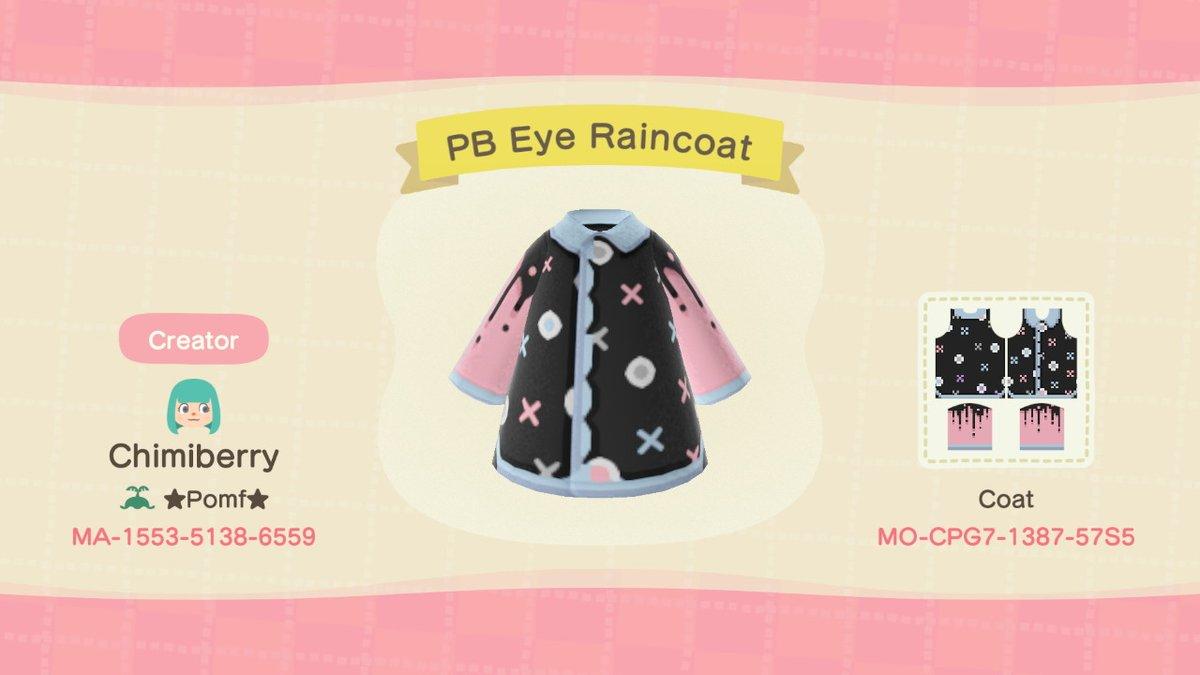 PB Eye Raincoat
Creator
Chimiberry
★Pomf★
MA-1553-5138-6559
Coat
MO-CPG7-1387-57S5